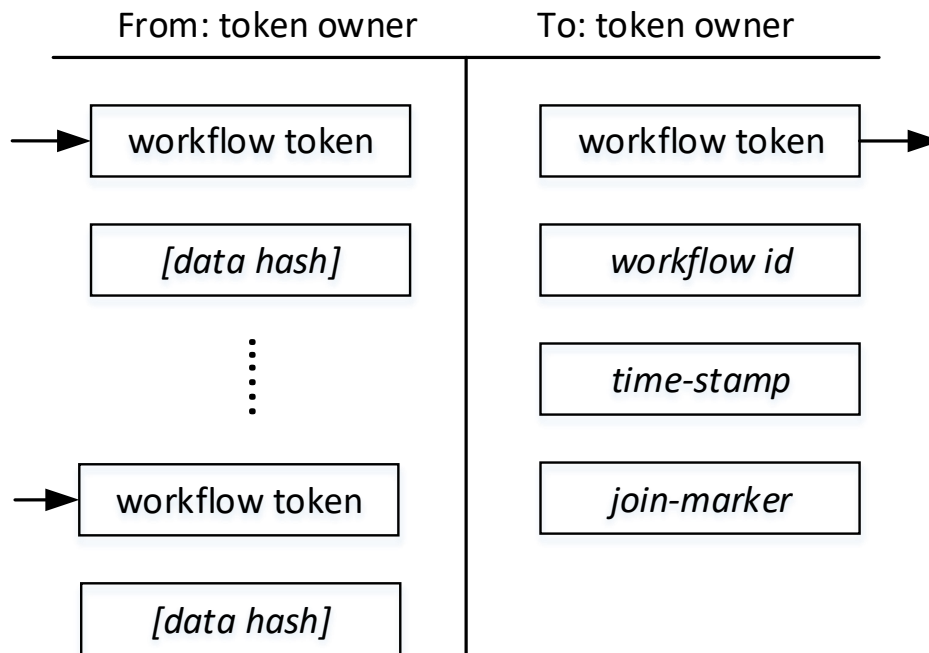 From: token owner
To: token owner
workflow token
[data hash]
workflow token
[data hash]
workflow token
workflow id
time-stamp
join-marker